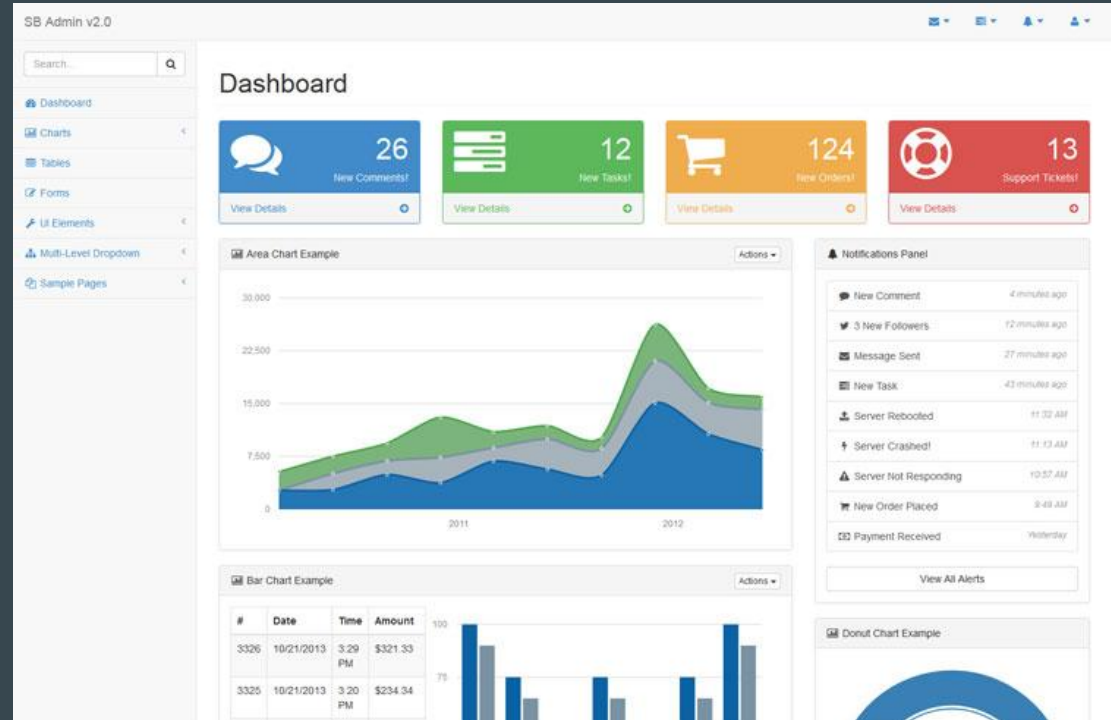 SB Admin v2.0
Search...
Dashboard
Charts
Tables
Forms
UI Elements
Multi-Level Dropdown
Sample Pages
Dashboard
26
New Comments!
View Details
12
New Tasks!
View Details
124
New Orders!
View Details
13
Support Tickets!
View Details
Area Chart Example
Actions
30,000
22,500
15,000
7,500
0
2011
2012
Notifications Panel
New Comment 4 minutes ago
3 New Followers 12 minutes ago
Message Sent 27 minutes ago
New Task 43 minutes ago
Server Rebooted 11:32 AM
Server Crashed! 11:13 AM
Server Not Responding 10:57 AM
New Order Placed 9:49 AM
Payment Received Yesterday
View All Alerts
Bar Chart Example
Actions
# Date Time Amount
3326 10/21/2013 3:29 PM $321.33
3325 10/21/2013 3:20 PM $234.34
100
75
Donut Chart Example